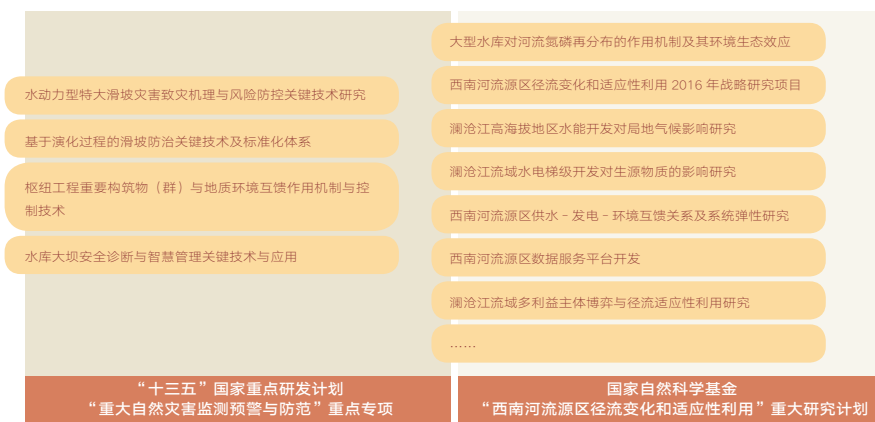 水动力型特大滑坡灾害致灾机理与风险防控关键技术研究
基于演化过程的滑坡防治关键技术及标准化体系
枢纽工程重要构筑物（群）与地质环境互馈作用机制与控
制技术
水库大坝安全诊断与智慧管理关键技术与应用
“十三五”国家重点研发计划
“重大自然灾害监测预警与防范”重点专项
大型水库对河流氮磷再分布的作用机制及其环境生态效应
西南河流源区径流变化和适应性利用 2016 年战略研究项目
澜沧江高海拔地区水能开发对局地气候影响研究
澜沧江流域水电梯级开发对生源物质的影响研究
西南河流源区供水 - 发电 - 环境互馈关系及系统弹性研究
西南河流源区数据服务平台开发
澜沧江流域多利益主体博弈与径流适应性利用研究
……
国家自然科学基金
“西南河流源区径流变化和适应性利用”重大研究计划